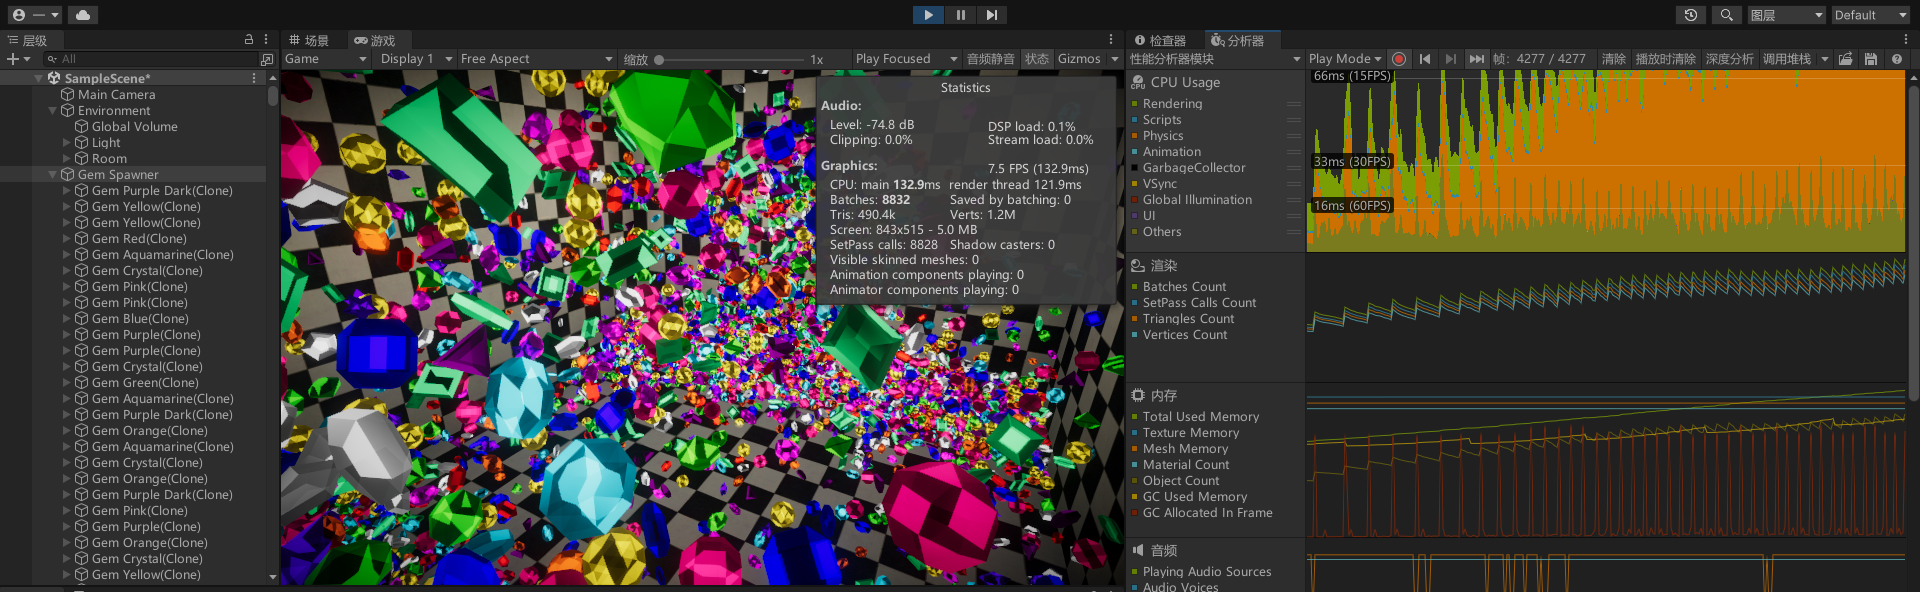 图层
Default
层级
All
SampleScene*
Main Camera
Environment
Global Volume
Light
Room
Gem Spawner
Gem Purple Dark(Clone)
Gem Yellow(Clone)
Gem Yellow(Clone)
Gem Red(Clone)
Gem Aquamarine(Clone)
Gem Crystal(Clone)
Gem Pink(Clone)
Gem Pink(Clone)
Gem Blue(Clone)
Gem Purple(Clone)
Gem Purple(Clone)
Gem Crystal(Clone)
Gem Green(Clone)
Gem Aquamarine(Clone)
Gem Purple Dark(Clone)
Gem Orange(Clone)
Gem Aquamarine(Clone)
Gem Crystal(Clone)
Gem Orange(Clone)
Gem Purple Dark(Clone)
Gem Pink(Clone)
Gem Purple(Clone)
Gem Orange(Clone)
Gem Crystal(Clone)
Gem Yellow(Clone)
场景
游戏
Game
Display 1
Free Aspect
缩放
1x
Play Focused
音频静音
状态
Gizmos
Statistics
Audio:
Level: -74.8 dB
DSP load: 0.1%
Clipping: 0.0%
Stream load: 0.0%
Graphics:
7.5 FPS (132.9ms)
CPU: main 132.9ms render thread 121.9ms
Batches: 8832
Saved by batching: 0
Tris: 490.4k
Verts: 1.2M
Screen: 843x515 - 5.0 MB
SetPass calls: 8828
Shadow casters: 0
Visible skinned meshes: 0
Animation components playing: 0
Animator components playing: 0
检查器
分析器
性能分析器模块
Play Mode
帧: 4277 / 4277
清除
播放时清除
深度分析
调用堆栈
CPU Usage
Rendering
Scripts
Physics
Animation
GarbageCollector
VSync
Global Illumination
UI
Others
66ms (15FPS)
33ms (30FPS)
16ms (60FPS)
渲染
Batches Count
SetPass Calls Count
Triangles Count
Vertices Count
内存
Total Used Memory
Texture Memory
Mesh Memory
Material Count
Object Count
GC Used Memory
GC Allocated In Frame
音频
Playing Audio Sources
Audio Voices